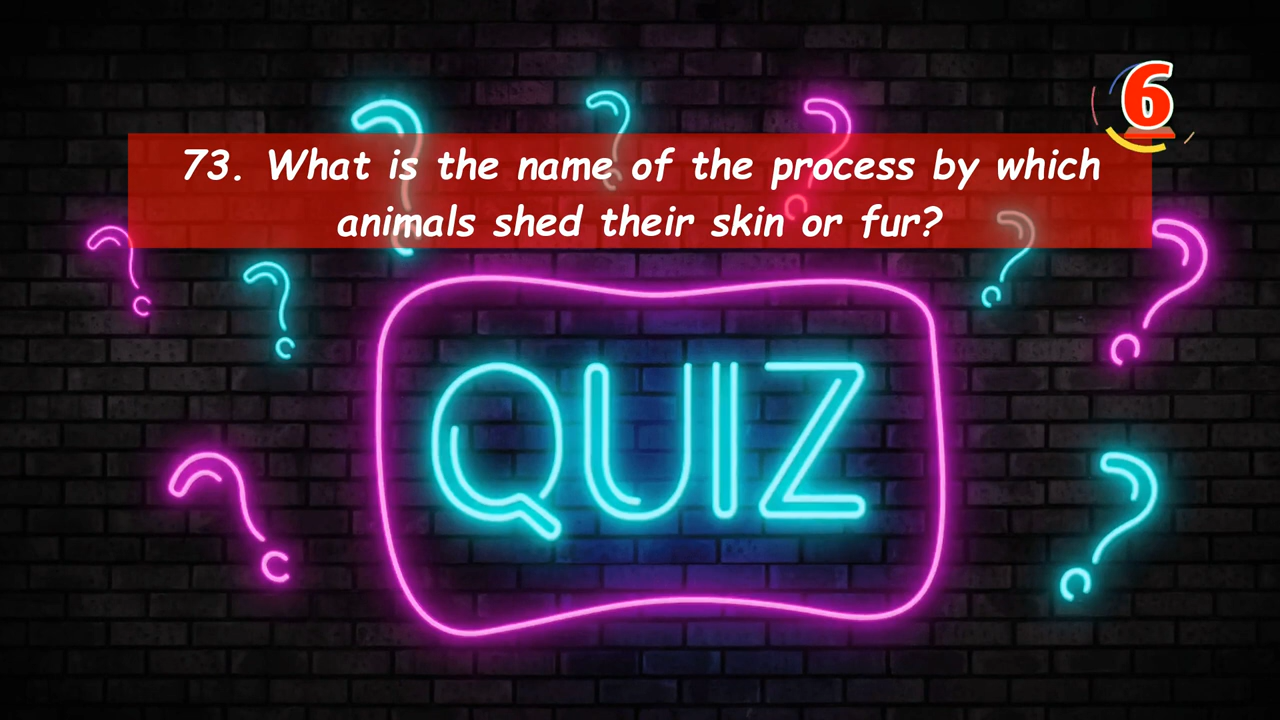 6
73. What is the name of the process by which
animals shed their skin or fur?
QUIZ